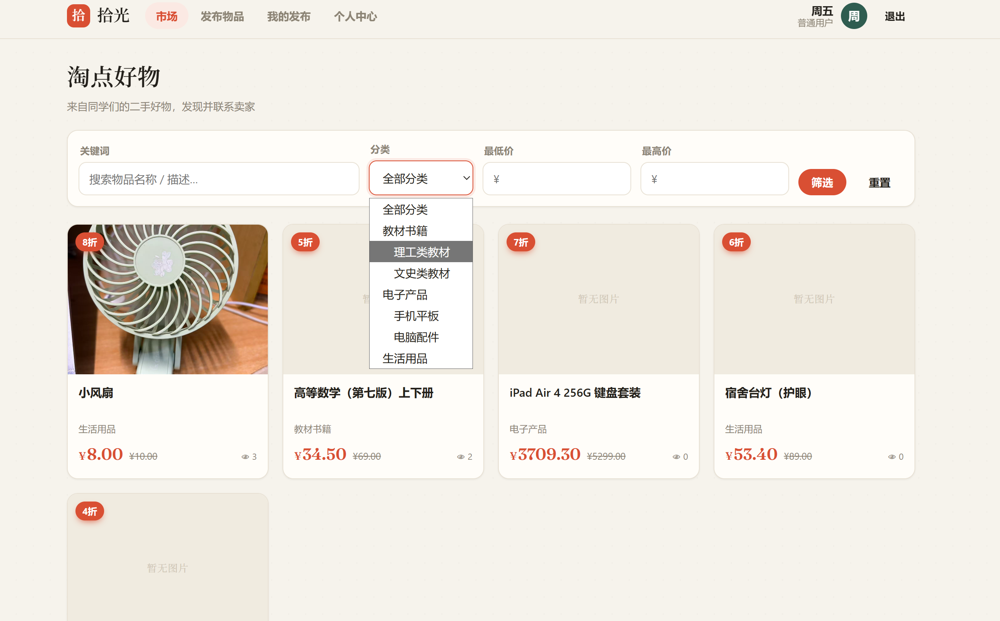 拾 拾光 市场 发布物品 我的发布 个人中心 周五 普通用户 周 退出
淘点好物
来自同学们的二手好物，发现并联系卖家
关键词 分类 最低价 最高价
搜索物品名称 / 描述... 全部分类 ¥ ¥ 筛选 重置
全部分类
教材书籍
理工类教材
文史类教材
电子产品
手机平板
电脑配件
生活用品
8折
小风扇
生活用品
¥8.00 ¥10.00 3
5折
暂
高等数学（第七版）上下册
教材书籍
¥34.50 ¥69.00 2
7折
暂无图片
iPad Air 4 256G 键盘套装
电子产品
¥3709.30 ¥5299.00 0
6折
暂无图片
宿舍台灯（护眼）
生活用品
¥53.40 ¥89.00 0
4折
暂无图片